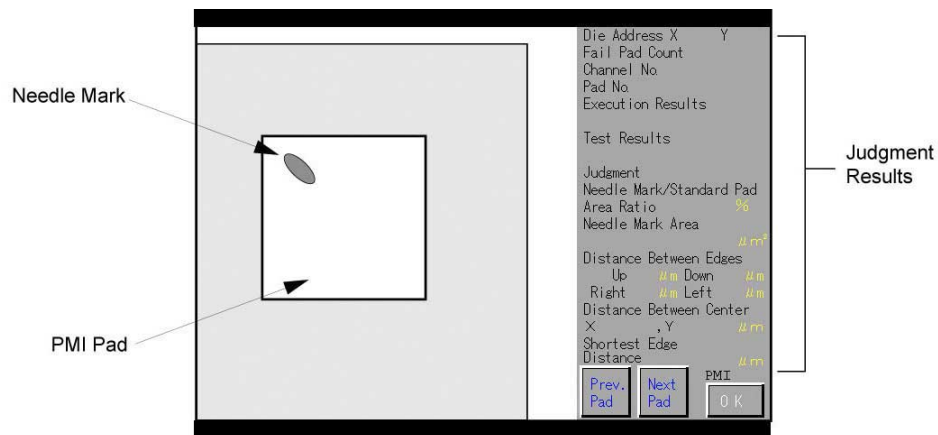 Needle Mark
PMI Pad
Die Address X Y
Fail Pad Count
Channel No.
Pad No.
Execution Results
Test Results
Judgment
Needle Mark/Standard Pad
Area Ratio %
Needle Mark Area
μm²
Distance Between Edges
Up μm Down μm
Right μm Left μm
Distance Between Center
X ,Y μm
Shortest Edge
Distance μm
Prev.
Pad
Next
Pad
PMI
OK
Judgment
Results